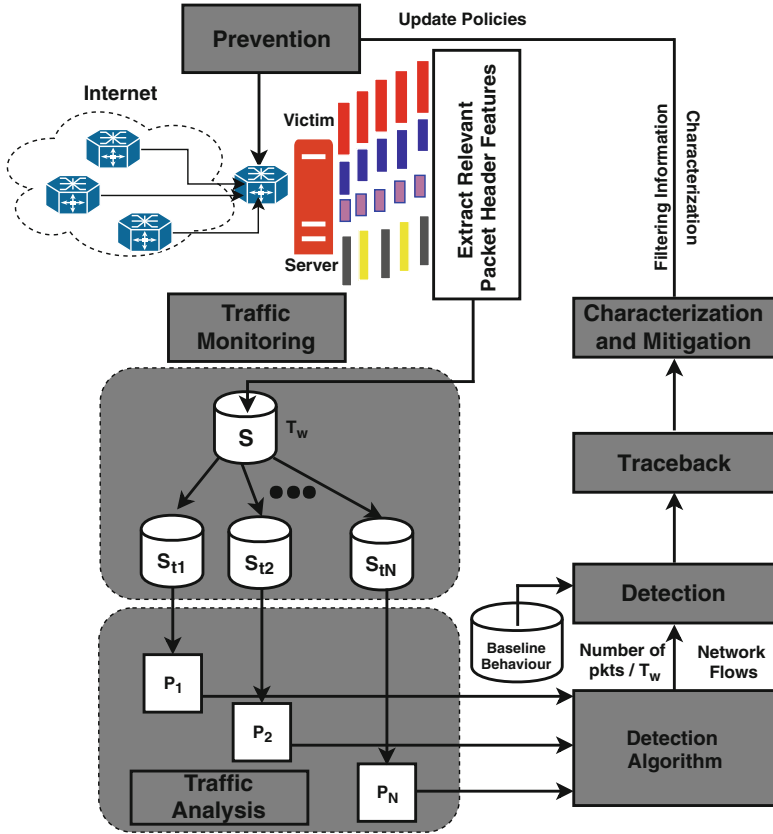 Update Policies
Prevention
Internet
Victim
Server
Extract Relevant
Packet Header Features
Filtering Information
Characterization
Traffic
Monitoring
Characterization
and Mitigation
S
Tw
Traceback
St1
St2
StN
Detection
Baseline
Behaviour
Number of
pkts / Tw
Network
Flows
P1
P2
PN
Detection
Algorithm
Traffic
Analysis